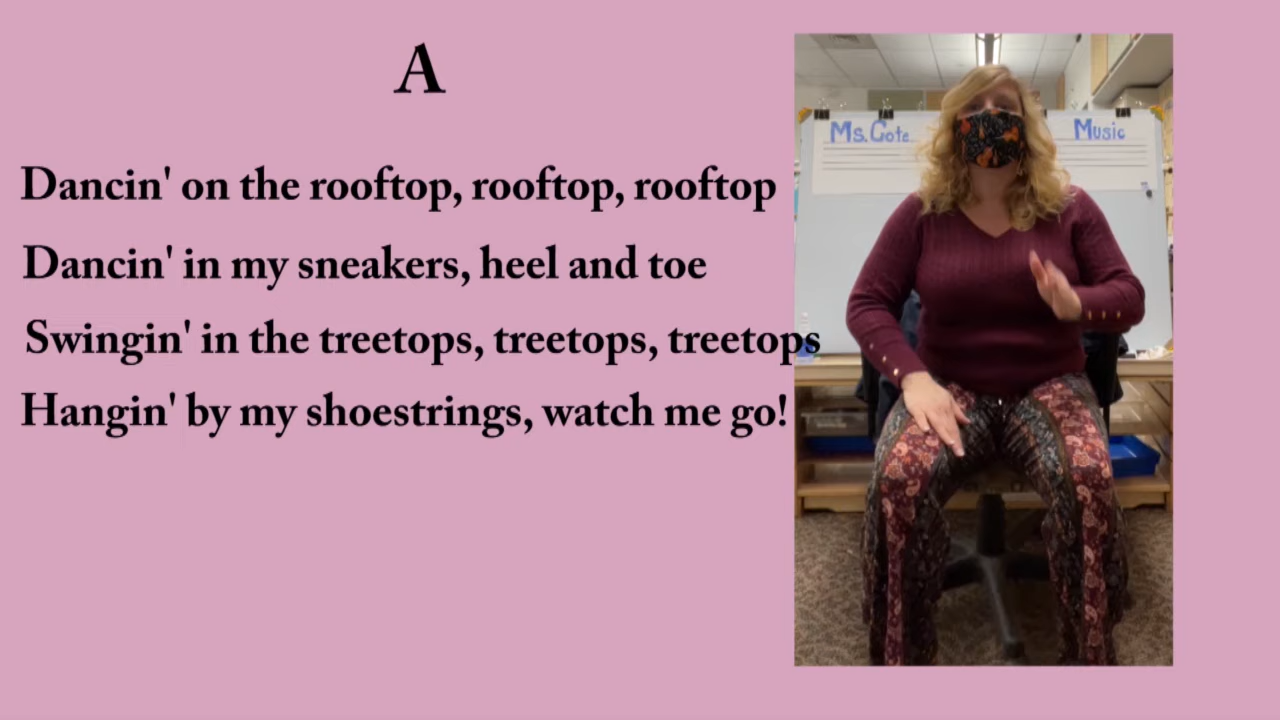 A
Dancin' on the rooftop, rooftop, rooftop
Dancin' in my sneakers, heel and toe
Swingin' in the treetops, treetops, treetops
Hangin' by my shoestrings, watch me go!
Ms. Cote Music